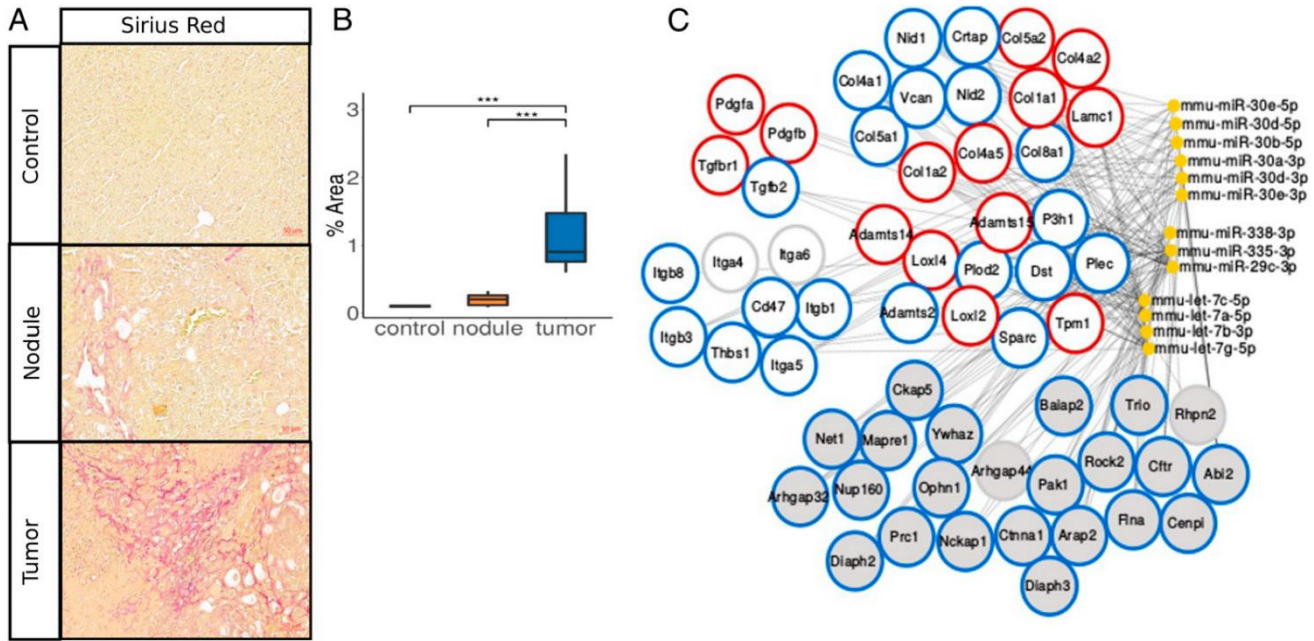 A
Sirius Red
Control
50 µm
Nodule
50 µm
Tumor
B
% Area
3
2
1
0
***
***
control
nodule
tumor
C
Nid1
Crtap
Col5a2
Col4a2
Col4a1
Vcan
Nid2
Col1a1
Lamc1
Col5a1
Col4a5
Col8a1
Col1a2
Pdgfa
Pdgfb
Tgfbr1
Tgfb2
Adamts14
Adamts15
P3h1
Loxl4
Plod2
Dst
Plec
Adamts2
Loxl2
Sparc
Tpm1
Itgb8
Itga4
Itga6
Cd47
Itgb1
Itgb3
Thbs1
Itga5
mmu-miR-30e-5p
mmu-miR-30d-5p
mmu-miR-30b-5p
mmu-miR-30a-3p
mmu-miR-30d-3p
mmu-miR-30e-3p
mmu-miR-338-3p
mmu-miR-335-3p
mmu-miR-29c-3p
mmu-let-7c-5p
mmu-let-7a-5p
mmu-let-7b-3p
mmu-let-7g-5p
Ckap5
Baiap2
Trio
Rhpn2
Net1
Mapre1
Ywhaz
Arhgap44
Rock2
Cftr
Abi2
Arhgap32
Nup160
Ophn1
Pak1
Prc1
Nckap1
Ctnna1
Arap2
Flna
Cenpi
Diaph2
Diaph3